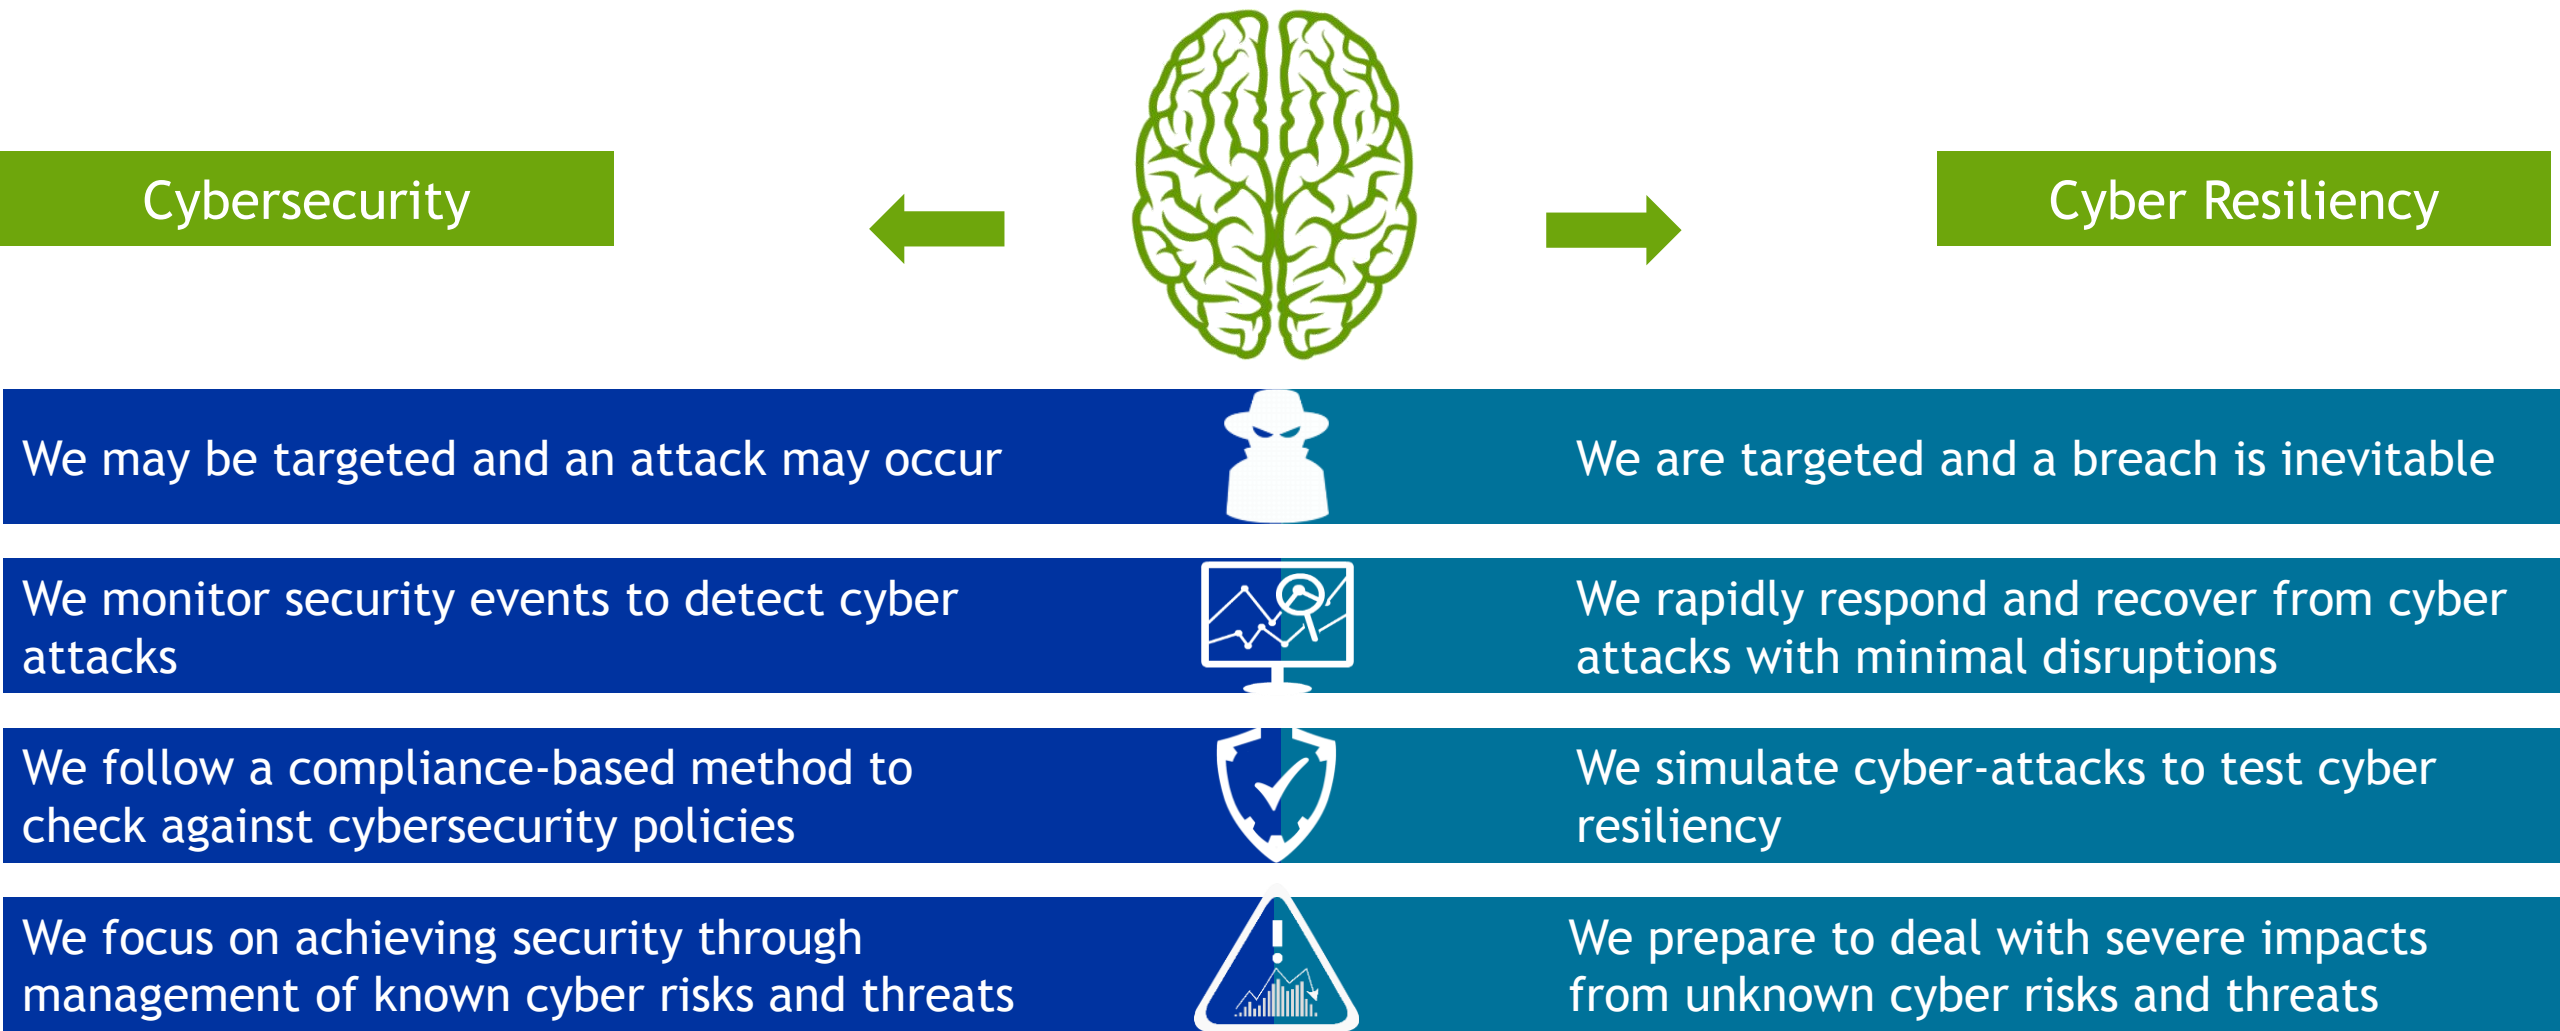 Cybersecurity
Cyber Resiliency
We may be targeted and an attack may occur
We are targeted and a breach is inevitable
We monitor security events to detect cyber
attacks
We rapidly respond and recover from cyber
attacks with minimal disruptions
We follow a compliance-based method to
check against cybersecurity policies
We simulate cyber-attacks to test cyber
resiliency
We focus on achieving security through
management of known cyber risks and threats
We prepare to deal with severe impacts
from unknown cyber risks and threats